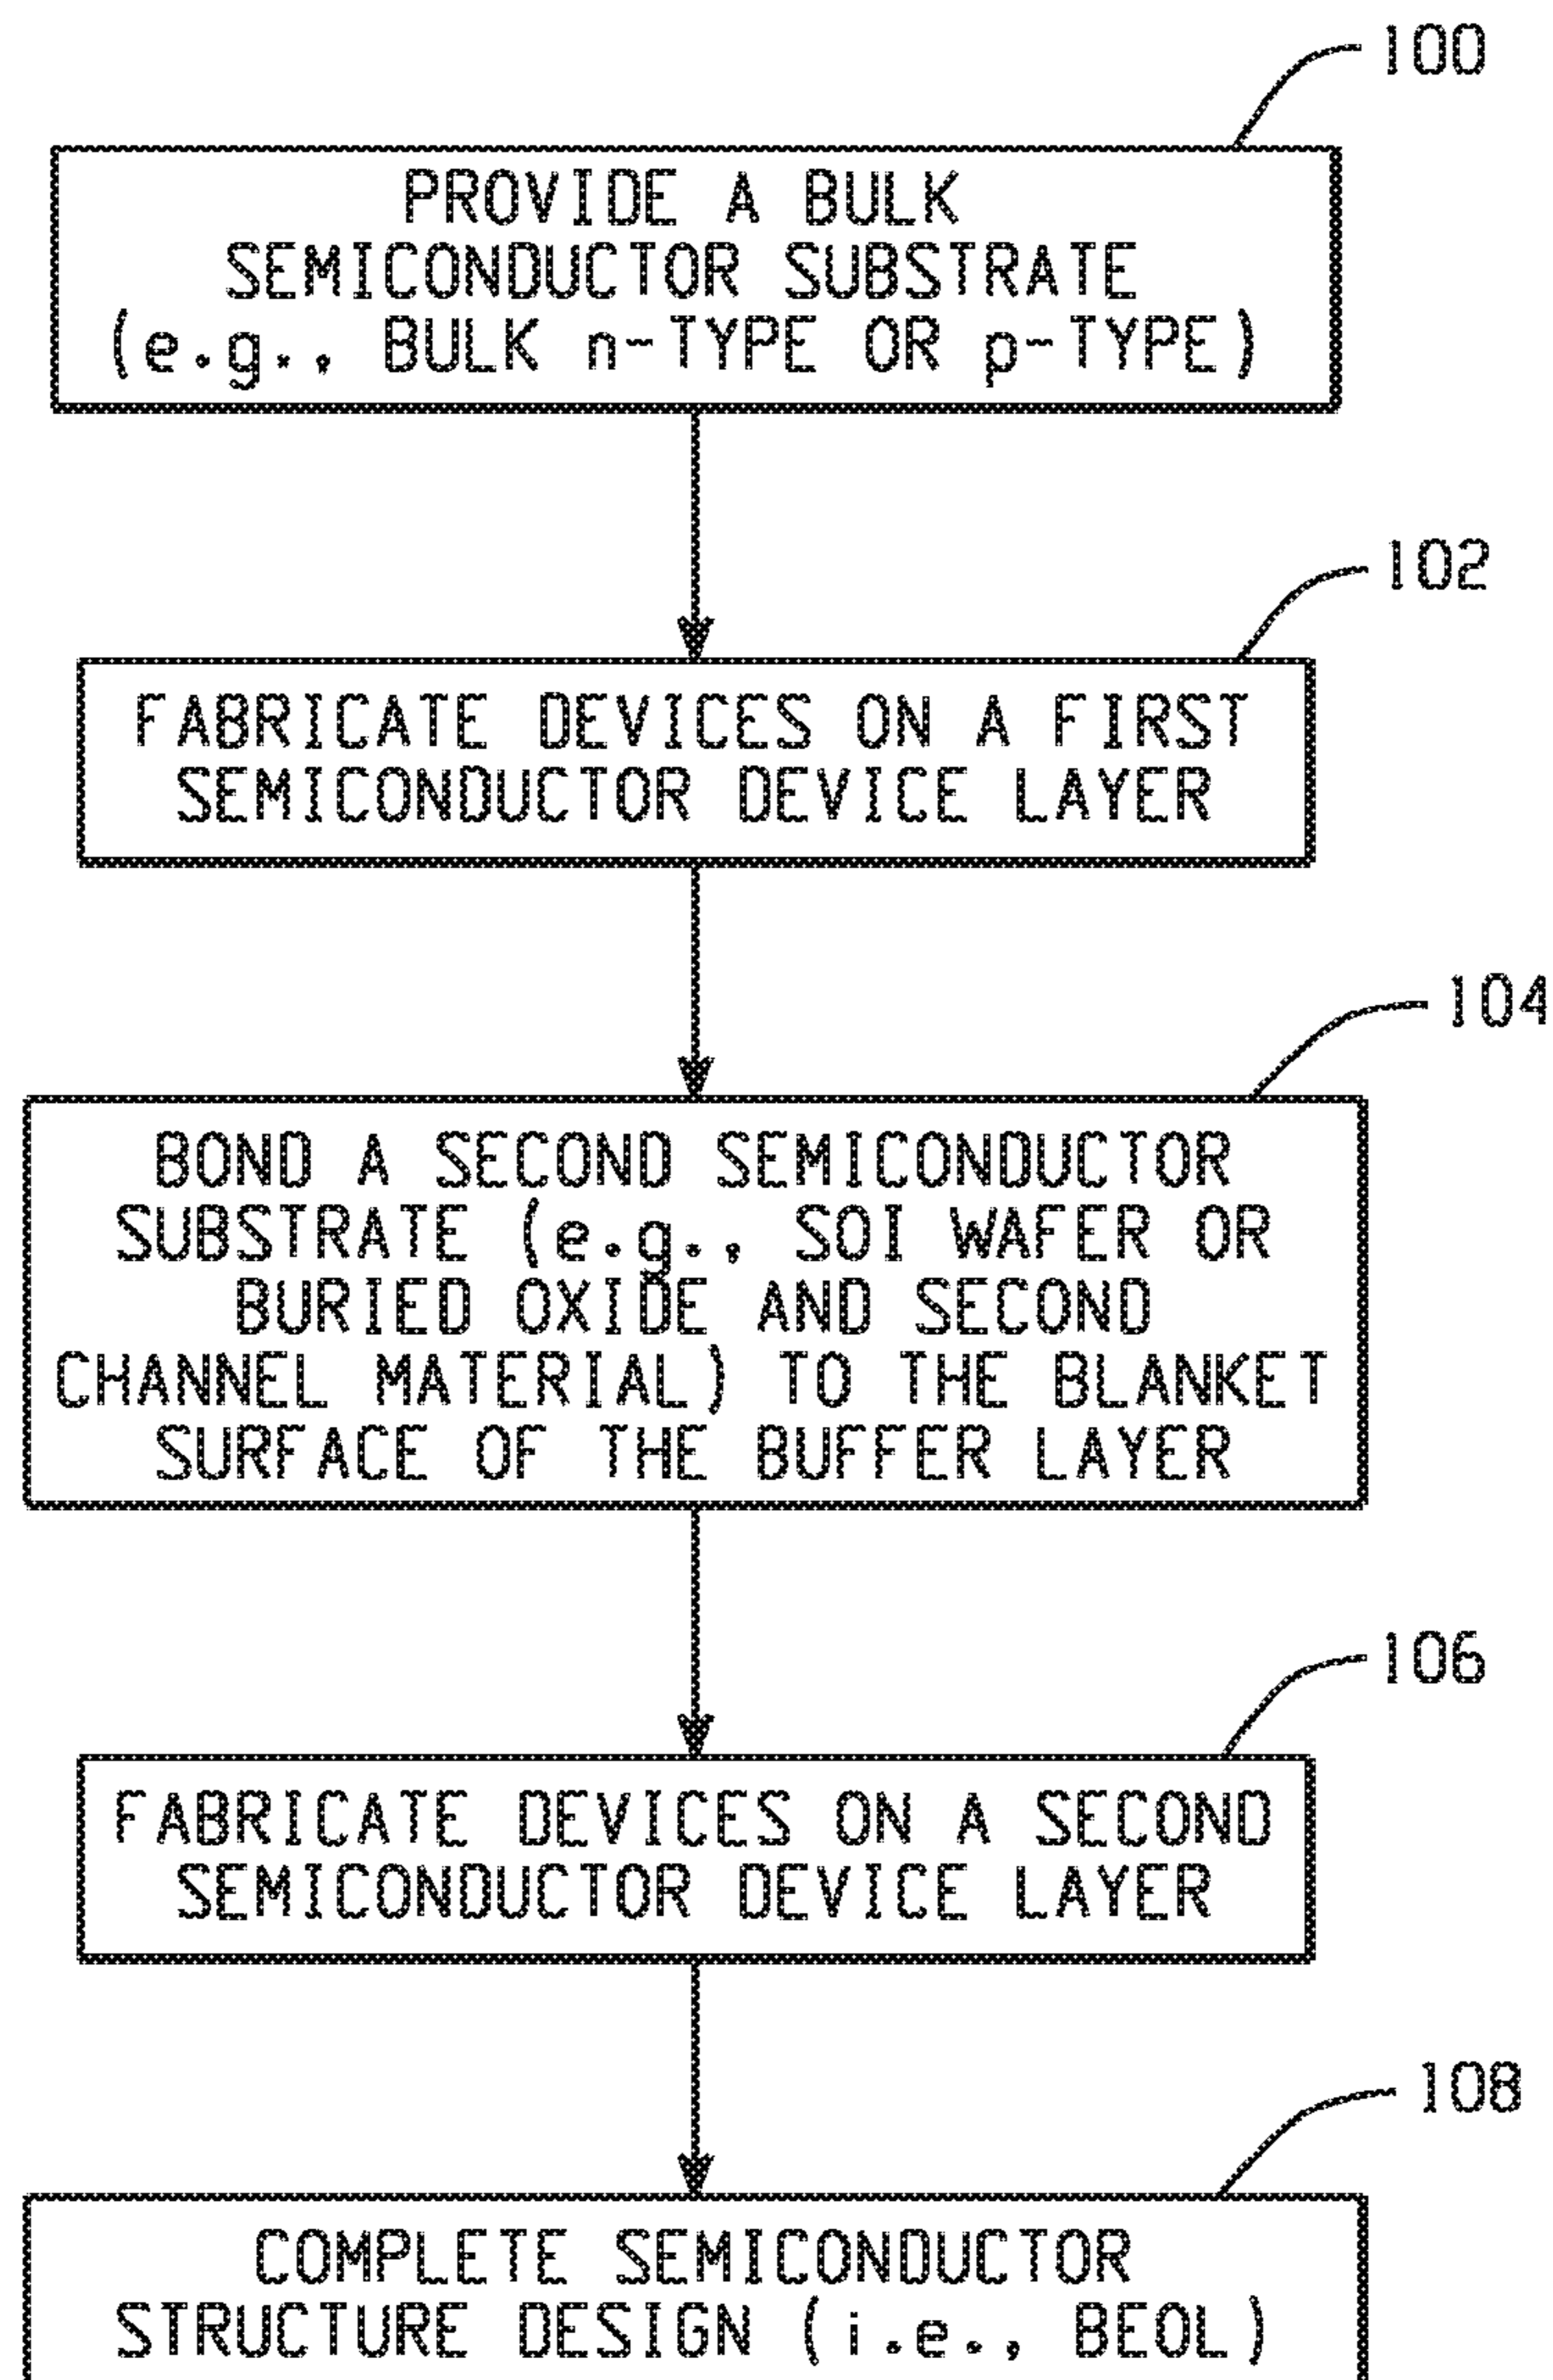 100
PROVIDE A BULK
SEMICONDUCTOR SUBSTRATE
(e.g., BULK n-TYPE OR p-TYPE)
102
FABRICATE DEVICES ON A FIRST
SEMICONDUCTOR DEVICE LAYER
104
BOND A SECOND SEMICONDUCTOR
SUBSTRATE (e.g., SOI WAFER OR
BURIED OXIDE AND SECOND
CHANNEL MATERIAL) TO THE BLANKET
SURFACE OF THE BUFFER LAYER
106
FABRICATE DEVICES ON A SECOND
SEMICONDUCTOR DEVICE LAYER
108
COMPLETE SEMICONDUCTOR
STRUCTURE DESIGN (i.e., BEOL)